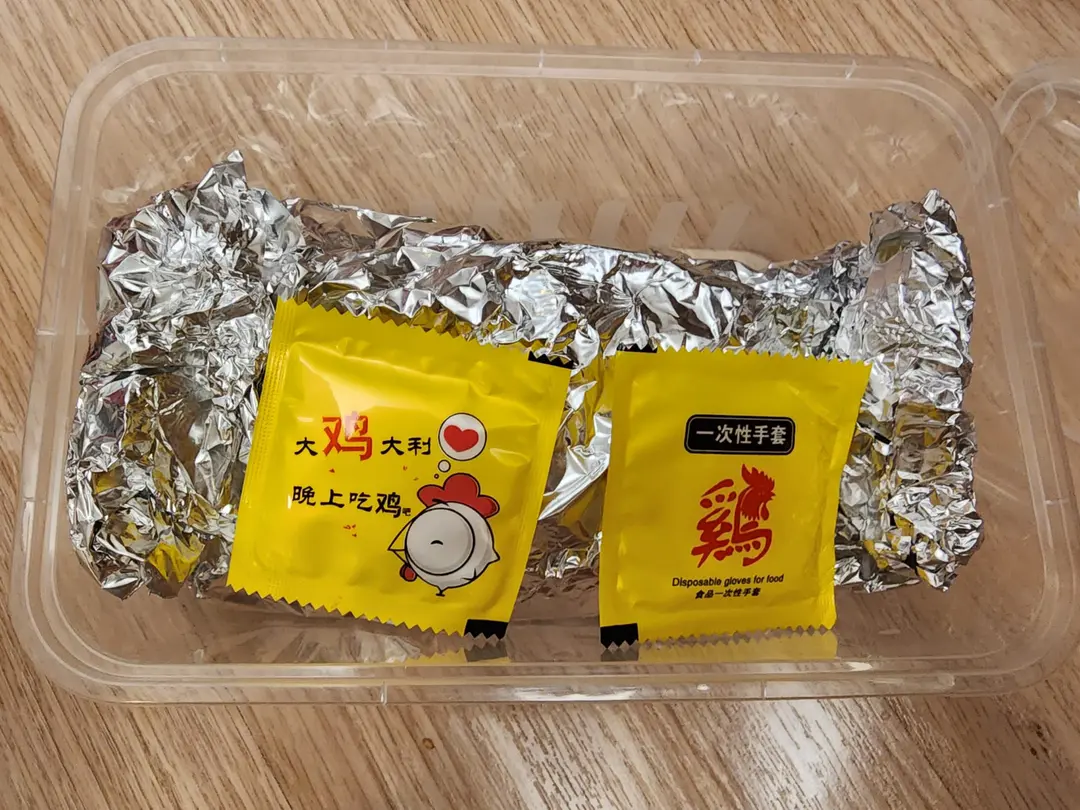 大鸡大利
晚上吃鸡吧
一次性手套
鷄
Disposable gloves for food
食品一次性手套